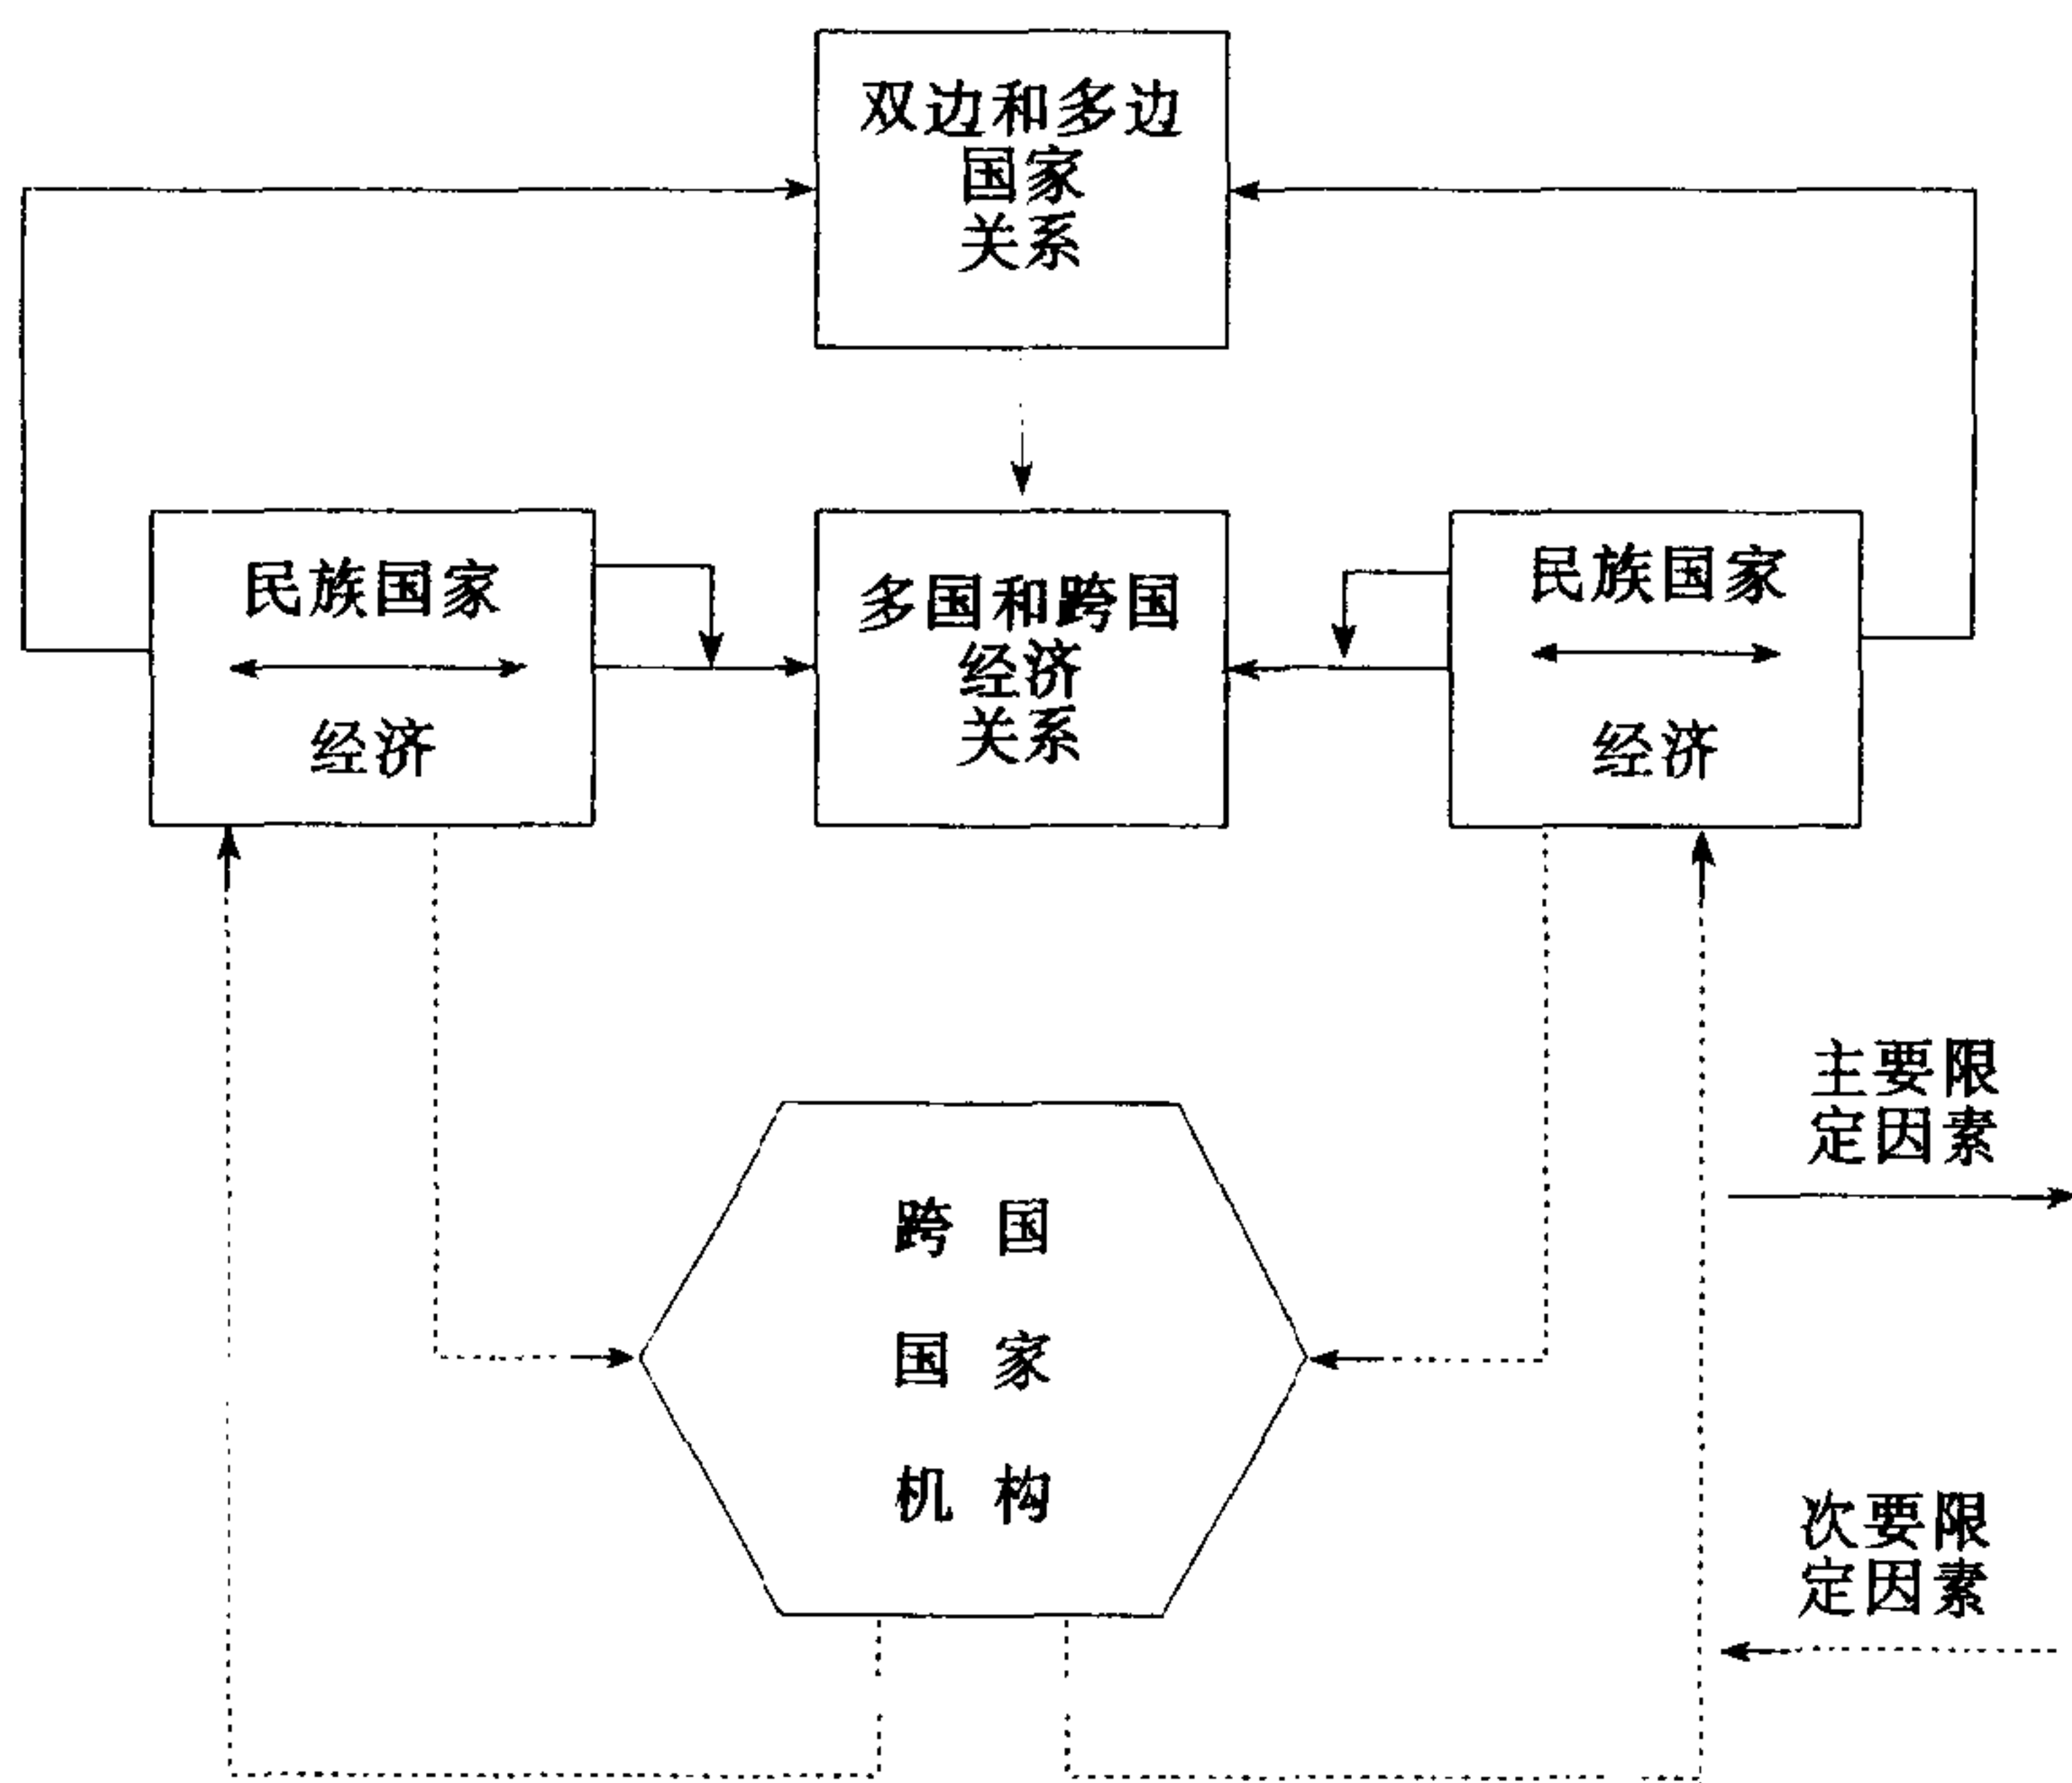 双边和多边
国家
关系
民族国家
经济
多国和跨国
经济
关系
民族国家
经济
主要限
定因素
跨 国
国 家
机 构
次要限
定因素